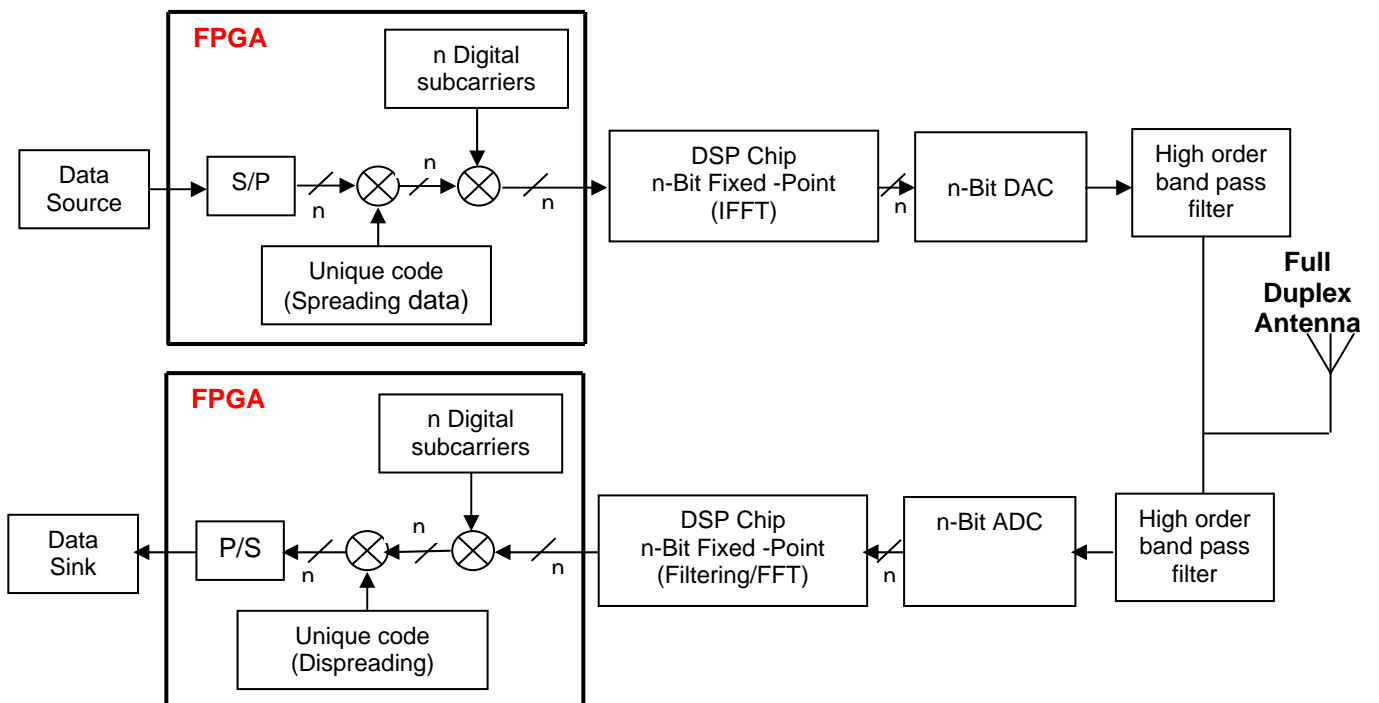 FPGA
n Digital
subcarriers
Data
Source
S/P
n
n
n
Unique code
(Spreading data)
DSP Chip
n-Bit Fixed -Point
(IFFT)
n
n-Bit DAC
High order
band pass
filter
Full
Duplex
Antenna
FPGA
n Digital
subcarriers
Data
Sink
P/S
n
n
n
Unique code
(Dispreading)
DSP Chip
n-Bit Fixed -Point
(Filtering/FFT)
n
n-Bit ADC
High order
band pass
filter